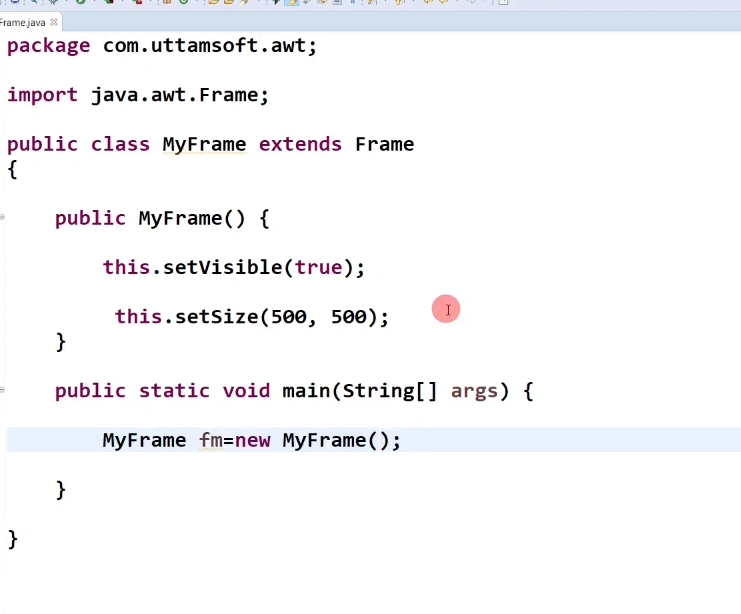 Frame.java
package com.uttamsoft.awt;
import java.awt.Frame;
public class MyFrame extends Frame
{
public MyFrame() {
this.setVisible(true);
this.setSize(500, 500);
}
public static void main(String[] args) {
MyFrame fm=new MyFrame();
}
}